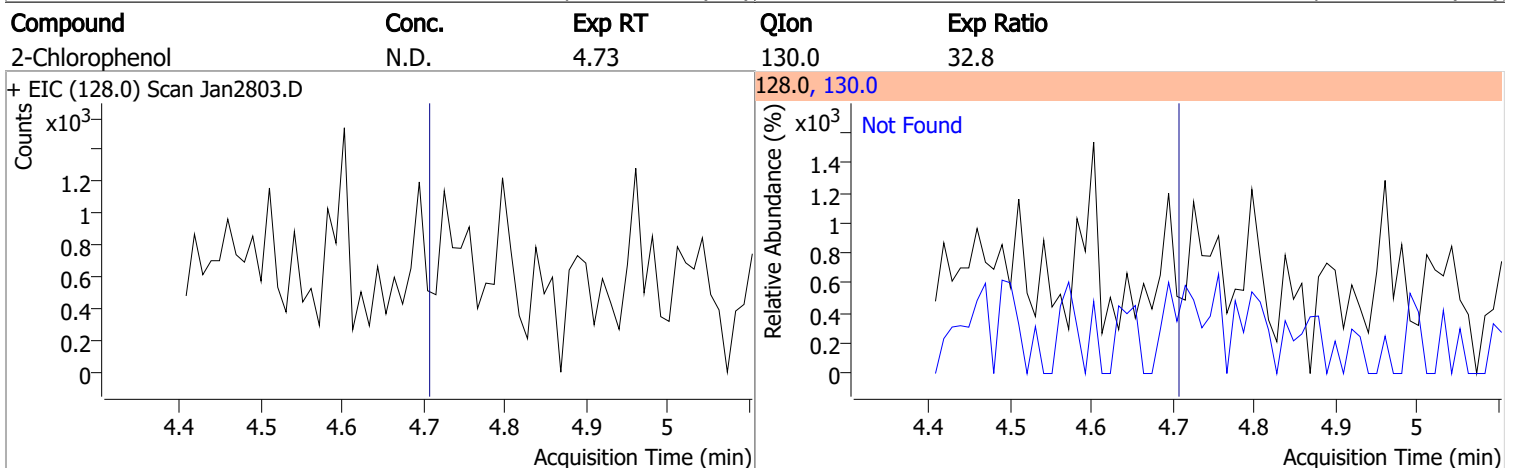 Compound Conc. Exp RT QIon Exp Ratio
2-Chlorophenol N.D. 4.73 130.0 32.8
+ EIC (128.0) Scan Jan2803.D
Counts
x10³
1.2
1
0.8
0.6
0.4
0.2
0
4.4 4.5 4.6 4.7 4.8 4.9 5
Acquisition Time (min)
128.0, 130.0
Relative Abundance (%)
x10³
Not Found
1.4
1.2
1
0.8
0.6
0.4
0.2
0
4.4 4.5 4.6 4.7 4.8 4.9 5
Acquisition Time (min)